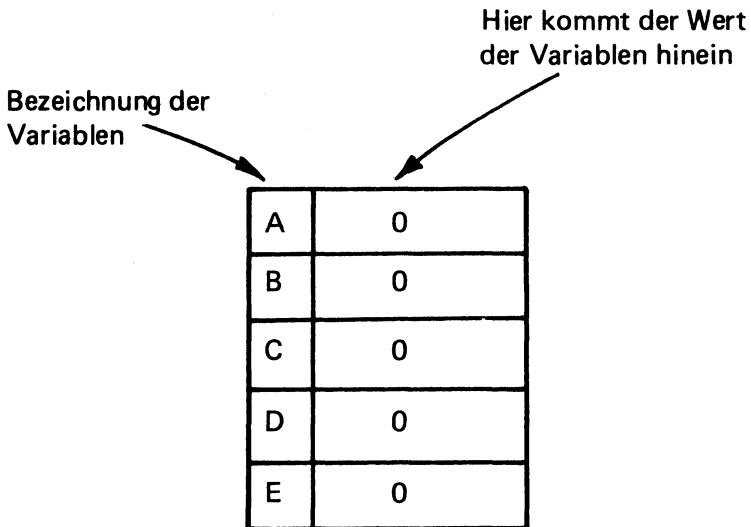 Hier kommt der Wert
der Variablen hinein
Bezeichnung der
Variablen
A 0
B 0
C 0
D 0
E 0